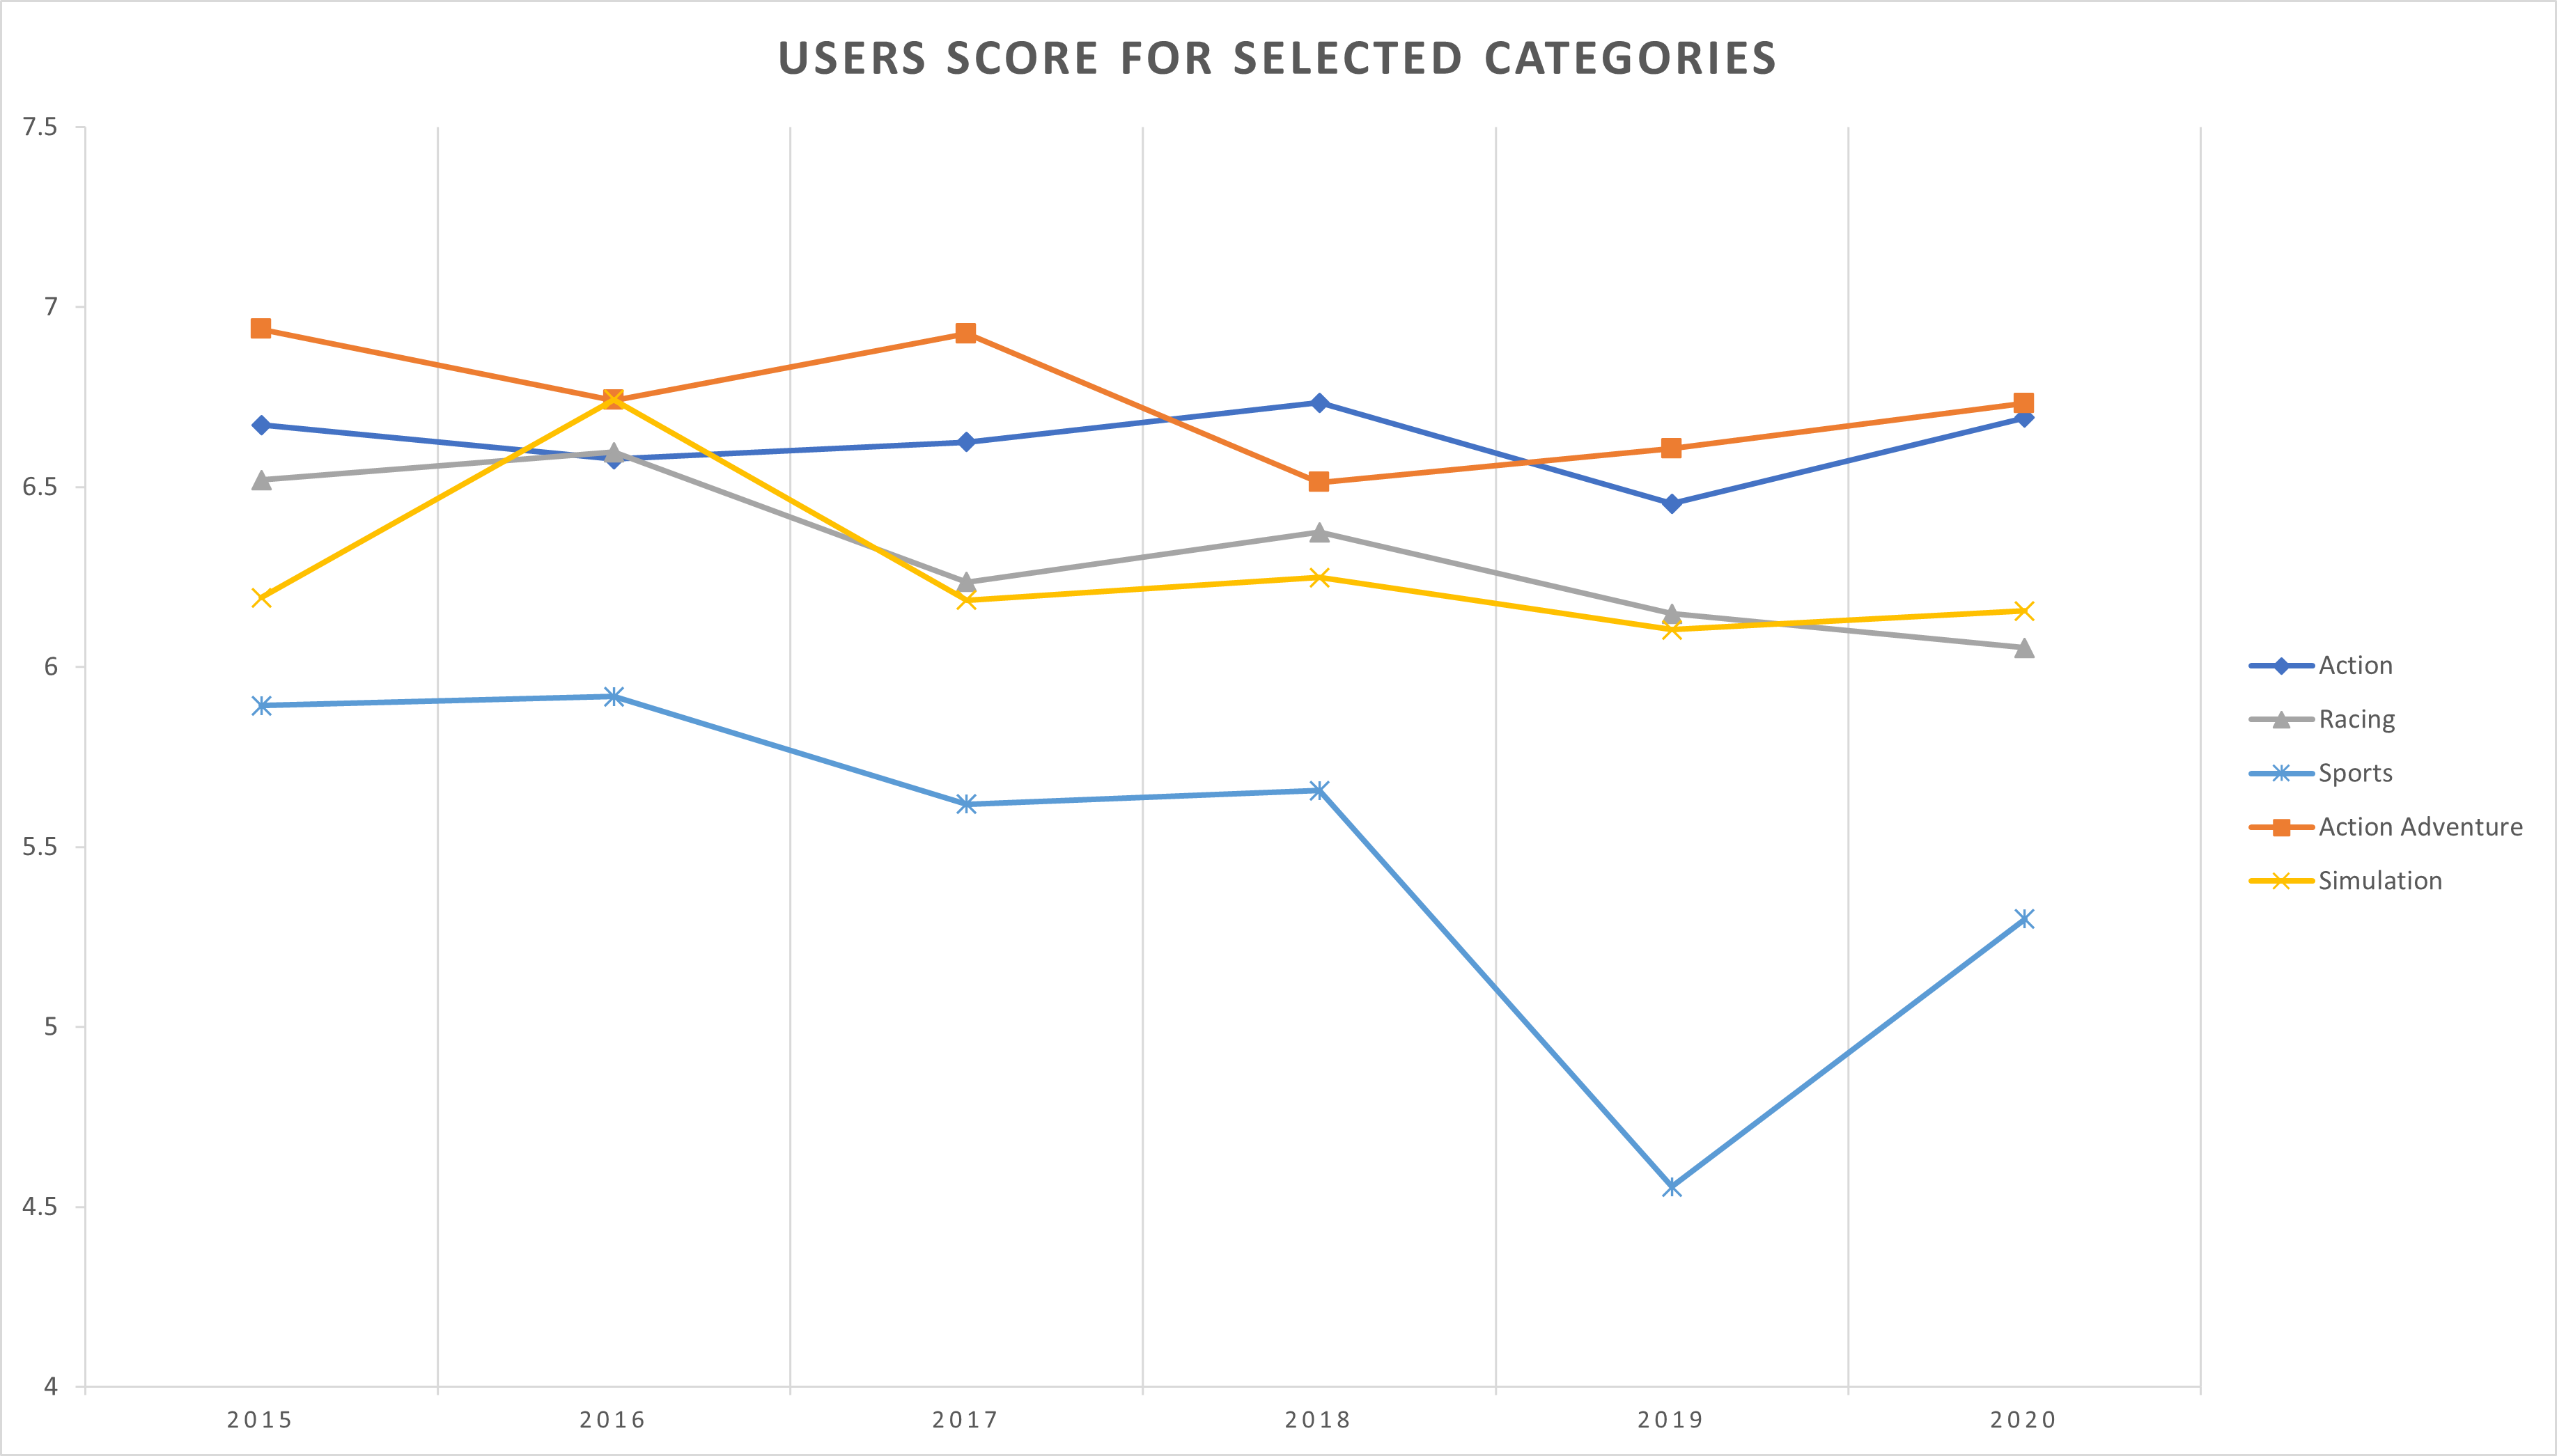 USERS SCORE FOR SELECTED CATEGORIES
7.5
7
6.5
6
5.5
5
4.5
4
2015 2016 2017 2018 2019 2020
Action
Racing
Sports
Action Adventure
Simulation